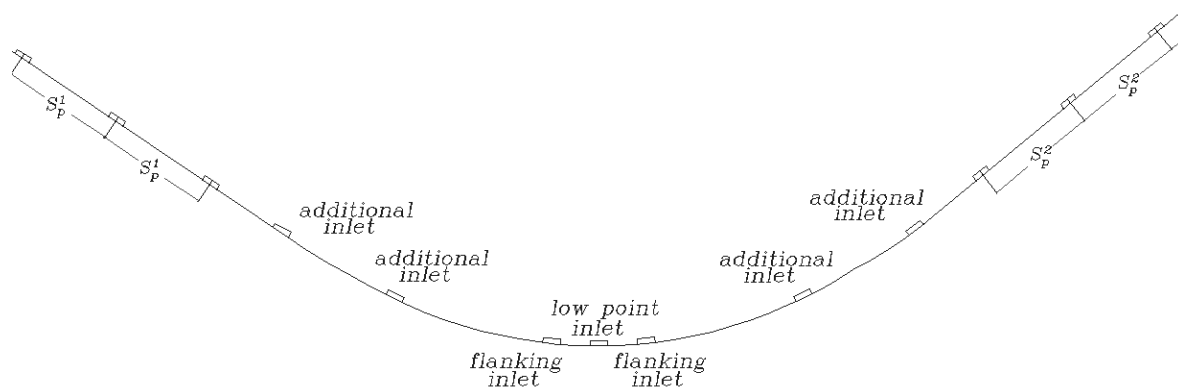 S_p^1
S_p^1
additional
inlet
additional
inlet
flanking
inlet
low point
inlet
flanking
inlet
additional
inlet
additional
inlet
S_p^2
S_p^2